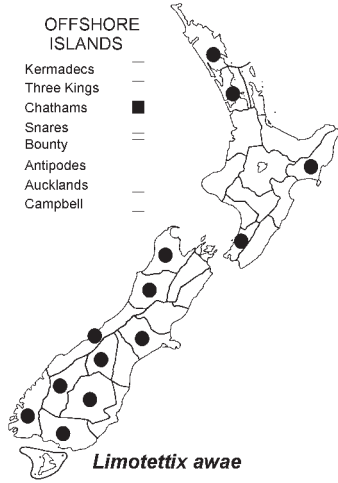 OFFSHORE
ISLANDS
Kermadecs
Three Kings
Chathams
Snares
Bounty
Antipodes
Aucklands
Campbell
Limotettix awae